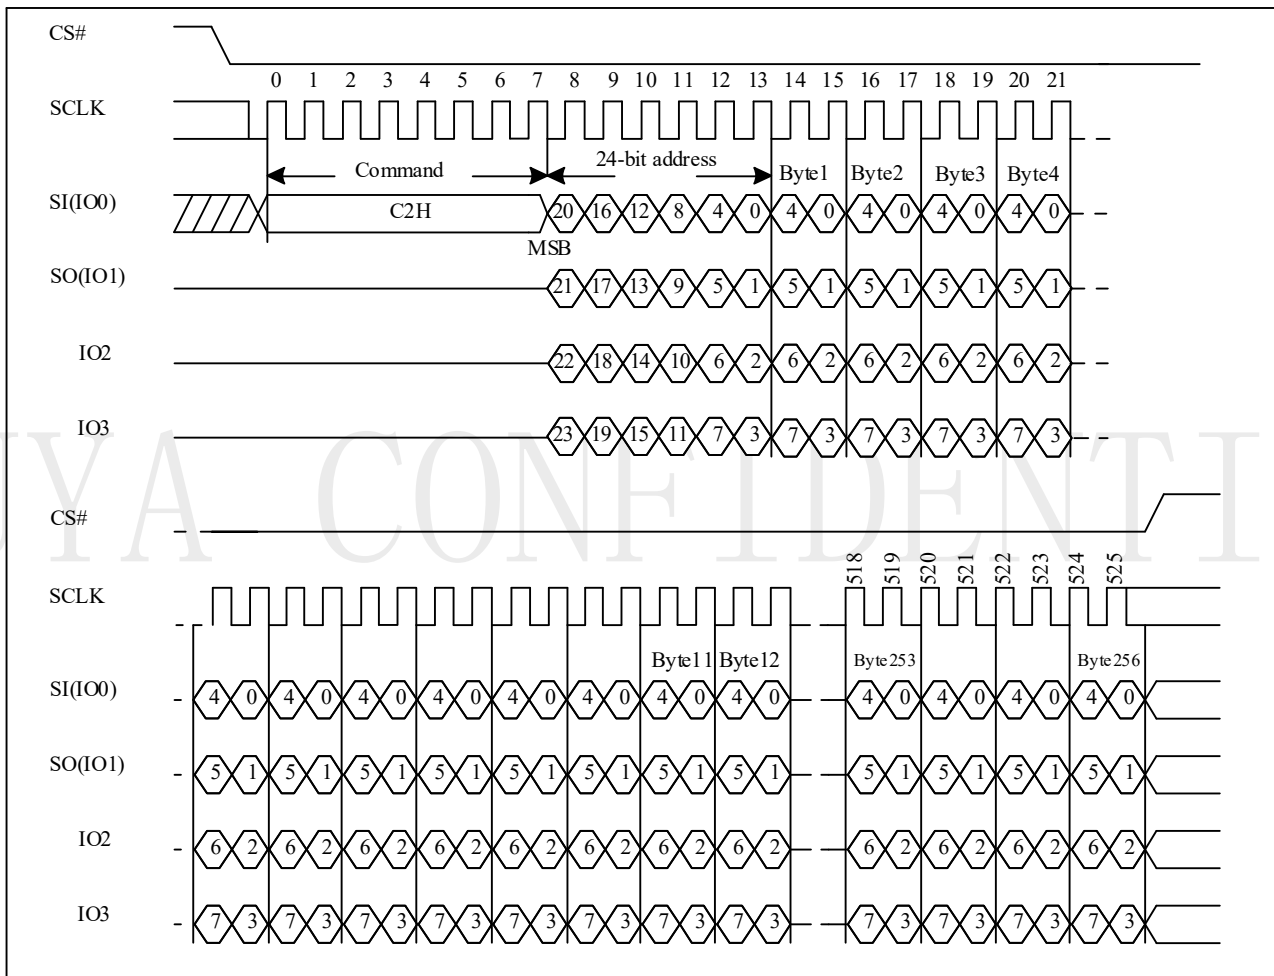 CS#
0 1 2 3 4 5 6 7 8 9 10 11 12 13 14 15 16 17 18 19 20 21
SCLK
Command 24-bit address Byte1 Byte2 Byte3 Byte4
SI(IO0) C2H 20 16 12 8 4 0 4 0 4 0 4 0 4 0
MSB
SO(IO1) 21 17 13 9 5 1 5 1 5 1 5 1 5 1
IO2 22 18 14 10 6 2 6 2 6 2 6 2 6 2
IO3 23 19 15 11 7 3 7 3 7 3 7 3 7 3
UYA CONFIDENTI
CS#
518 519 520 521 522 523 524 525
SCLK
Byte11 Byte12 Byte253 Byte256
SI(IO0) 4 0 4 0 4 0 4 0 4 0 4 0 4 0 4 0 4 0 4 0 4 0 4 0
SO(IO1) 5 1 5 1 5 1 5 1 5 1 5 1 5 1 5 1 5 1 5 1 5 1 5 1
IO2 6 2 6 2 6 2 6 2 6 2 6 2 6 2 6 2 6 2 6 2 6 2 6 2
IO3 7 3 7 3 7 3 7 3 7 3 7 3 7 3 7 3 7 3 7 3 7 3 7 3